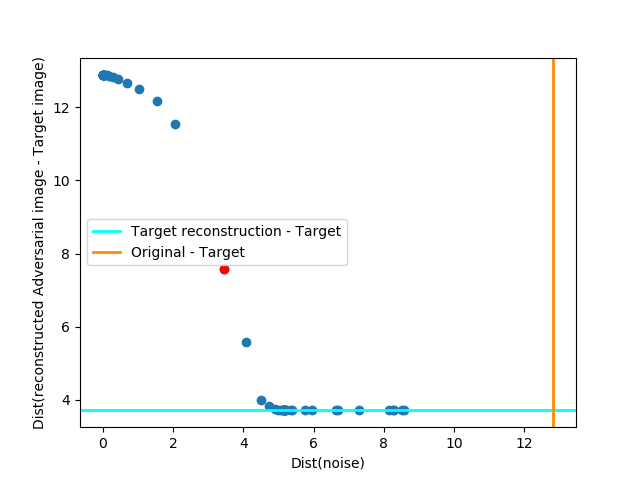 Dist(reconstructed Adversarial image - Target image)
12
10
8
6
4
Target reconstruction - Target
Original - Target
0 2 4 6 8 10 12
Dist(noise)